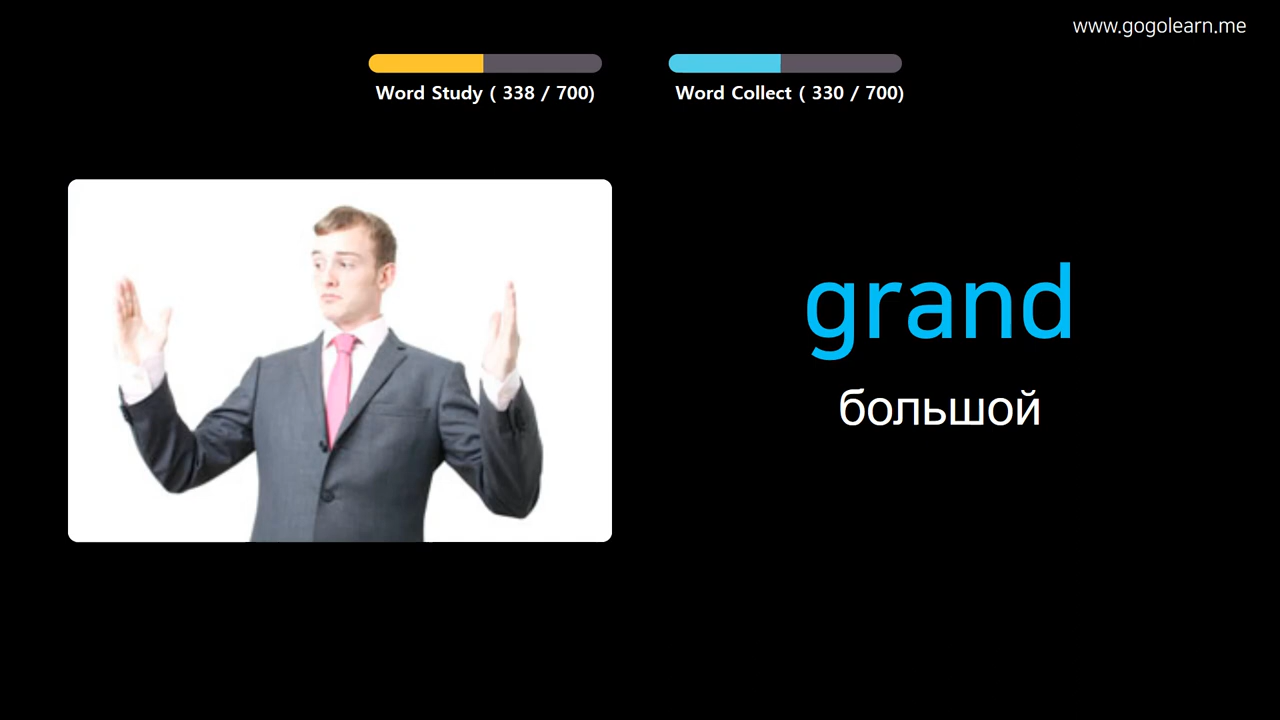 www.gogolearn.me
Word Study ( 338 / 700)
Word Collect ( 330 / 700)
grand
большой